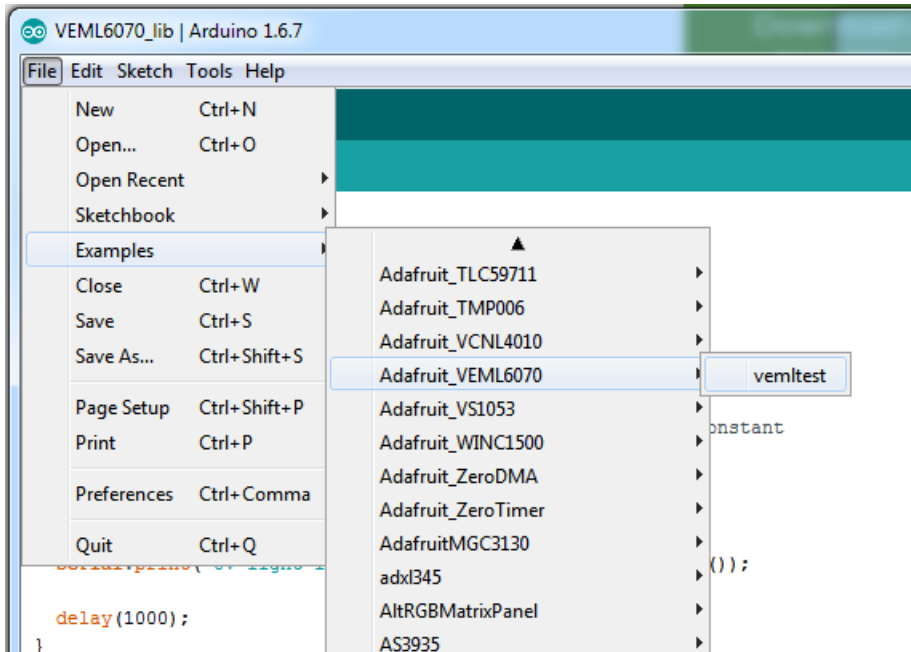 VEML6070_lib | Arduino 1.6.7
File Edit Sketch Tools Help
New Ctrl+N
Open... Ctrl+O
Open Recent
Sketchbook
Examples
Close Ctrl+W
Save Ctrl+S
Save As... Ctrl+Shift+S
Page Setup Ctrl+Shift+P
Print Ctrl+P
Preferences Ctrl+Comma
Quit Ctrl+Q
Adafruit_TLC59711
Adafruit_TMP006
Adafruit_VCNL4010
Adafruit_VEML6070
vemltest
Adafruit_VS1053
onstant
Adafruit_WINC1500
Adafruit_ZeroDMA
Adafruit_ZeroTimer
AdafruitMGC3130
adxl345
AltRGBMatrixPanel
AS3935
());
delay(1000);
}